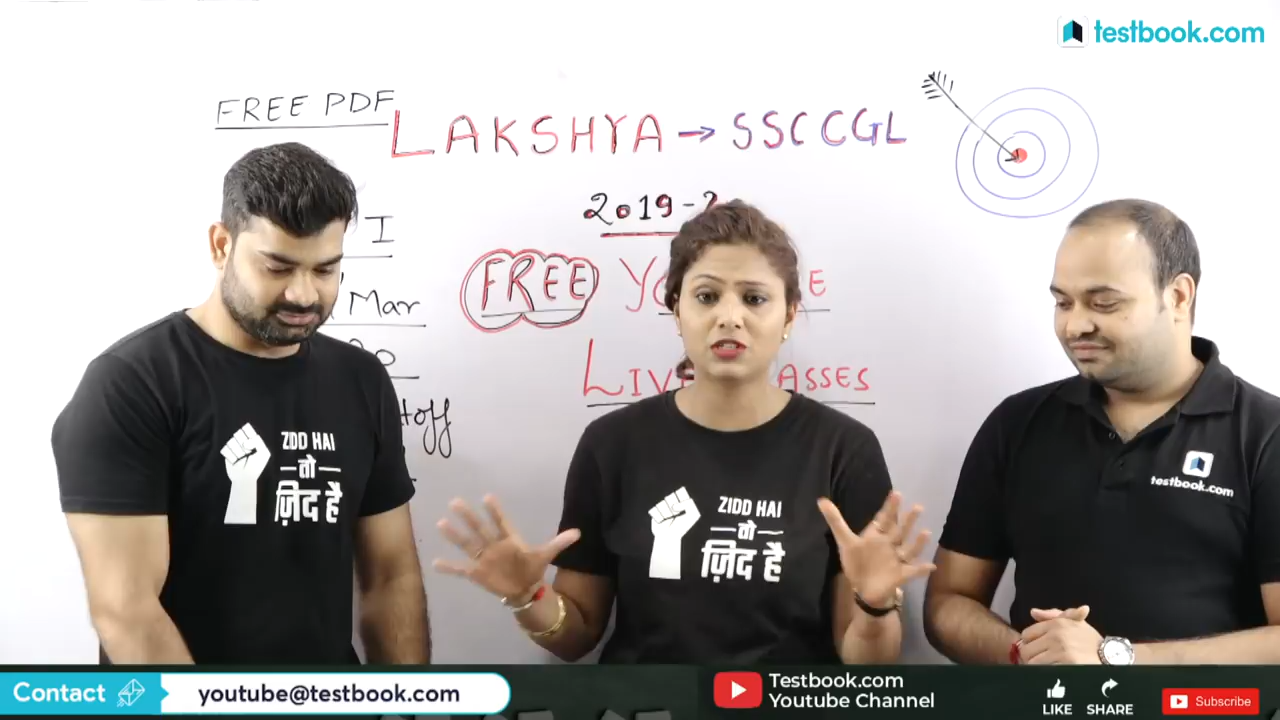 testbook.com
FREE PDF
LAKSHYA → SSC CGL
I
2019-2
FREE
Mar
LIVE
ASSES
ZIDD HAI
तो
ज़िद है
ZIDD HAI
तो
ज़िद है
testbook.com
Contact
youtube@testbook.com
Testbook.com
Youtube Channel
LIKE
SHARE
Subscribe